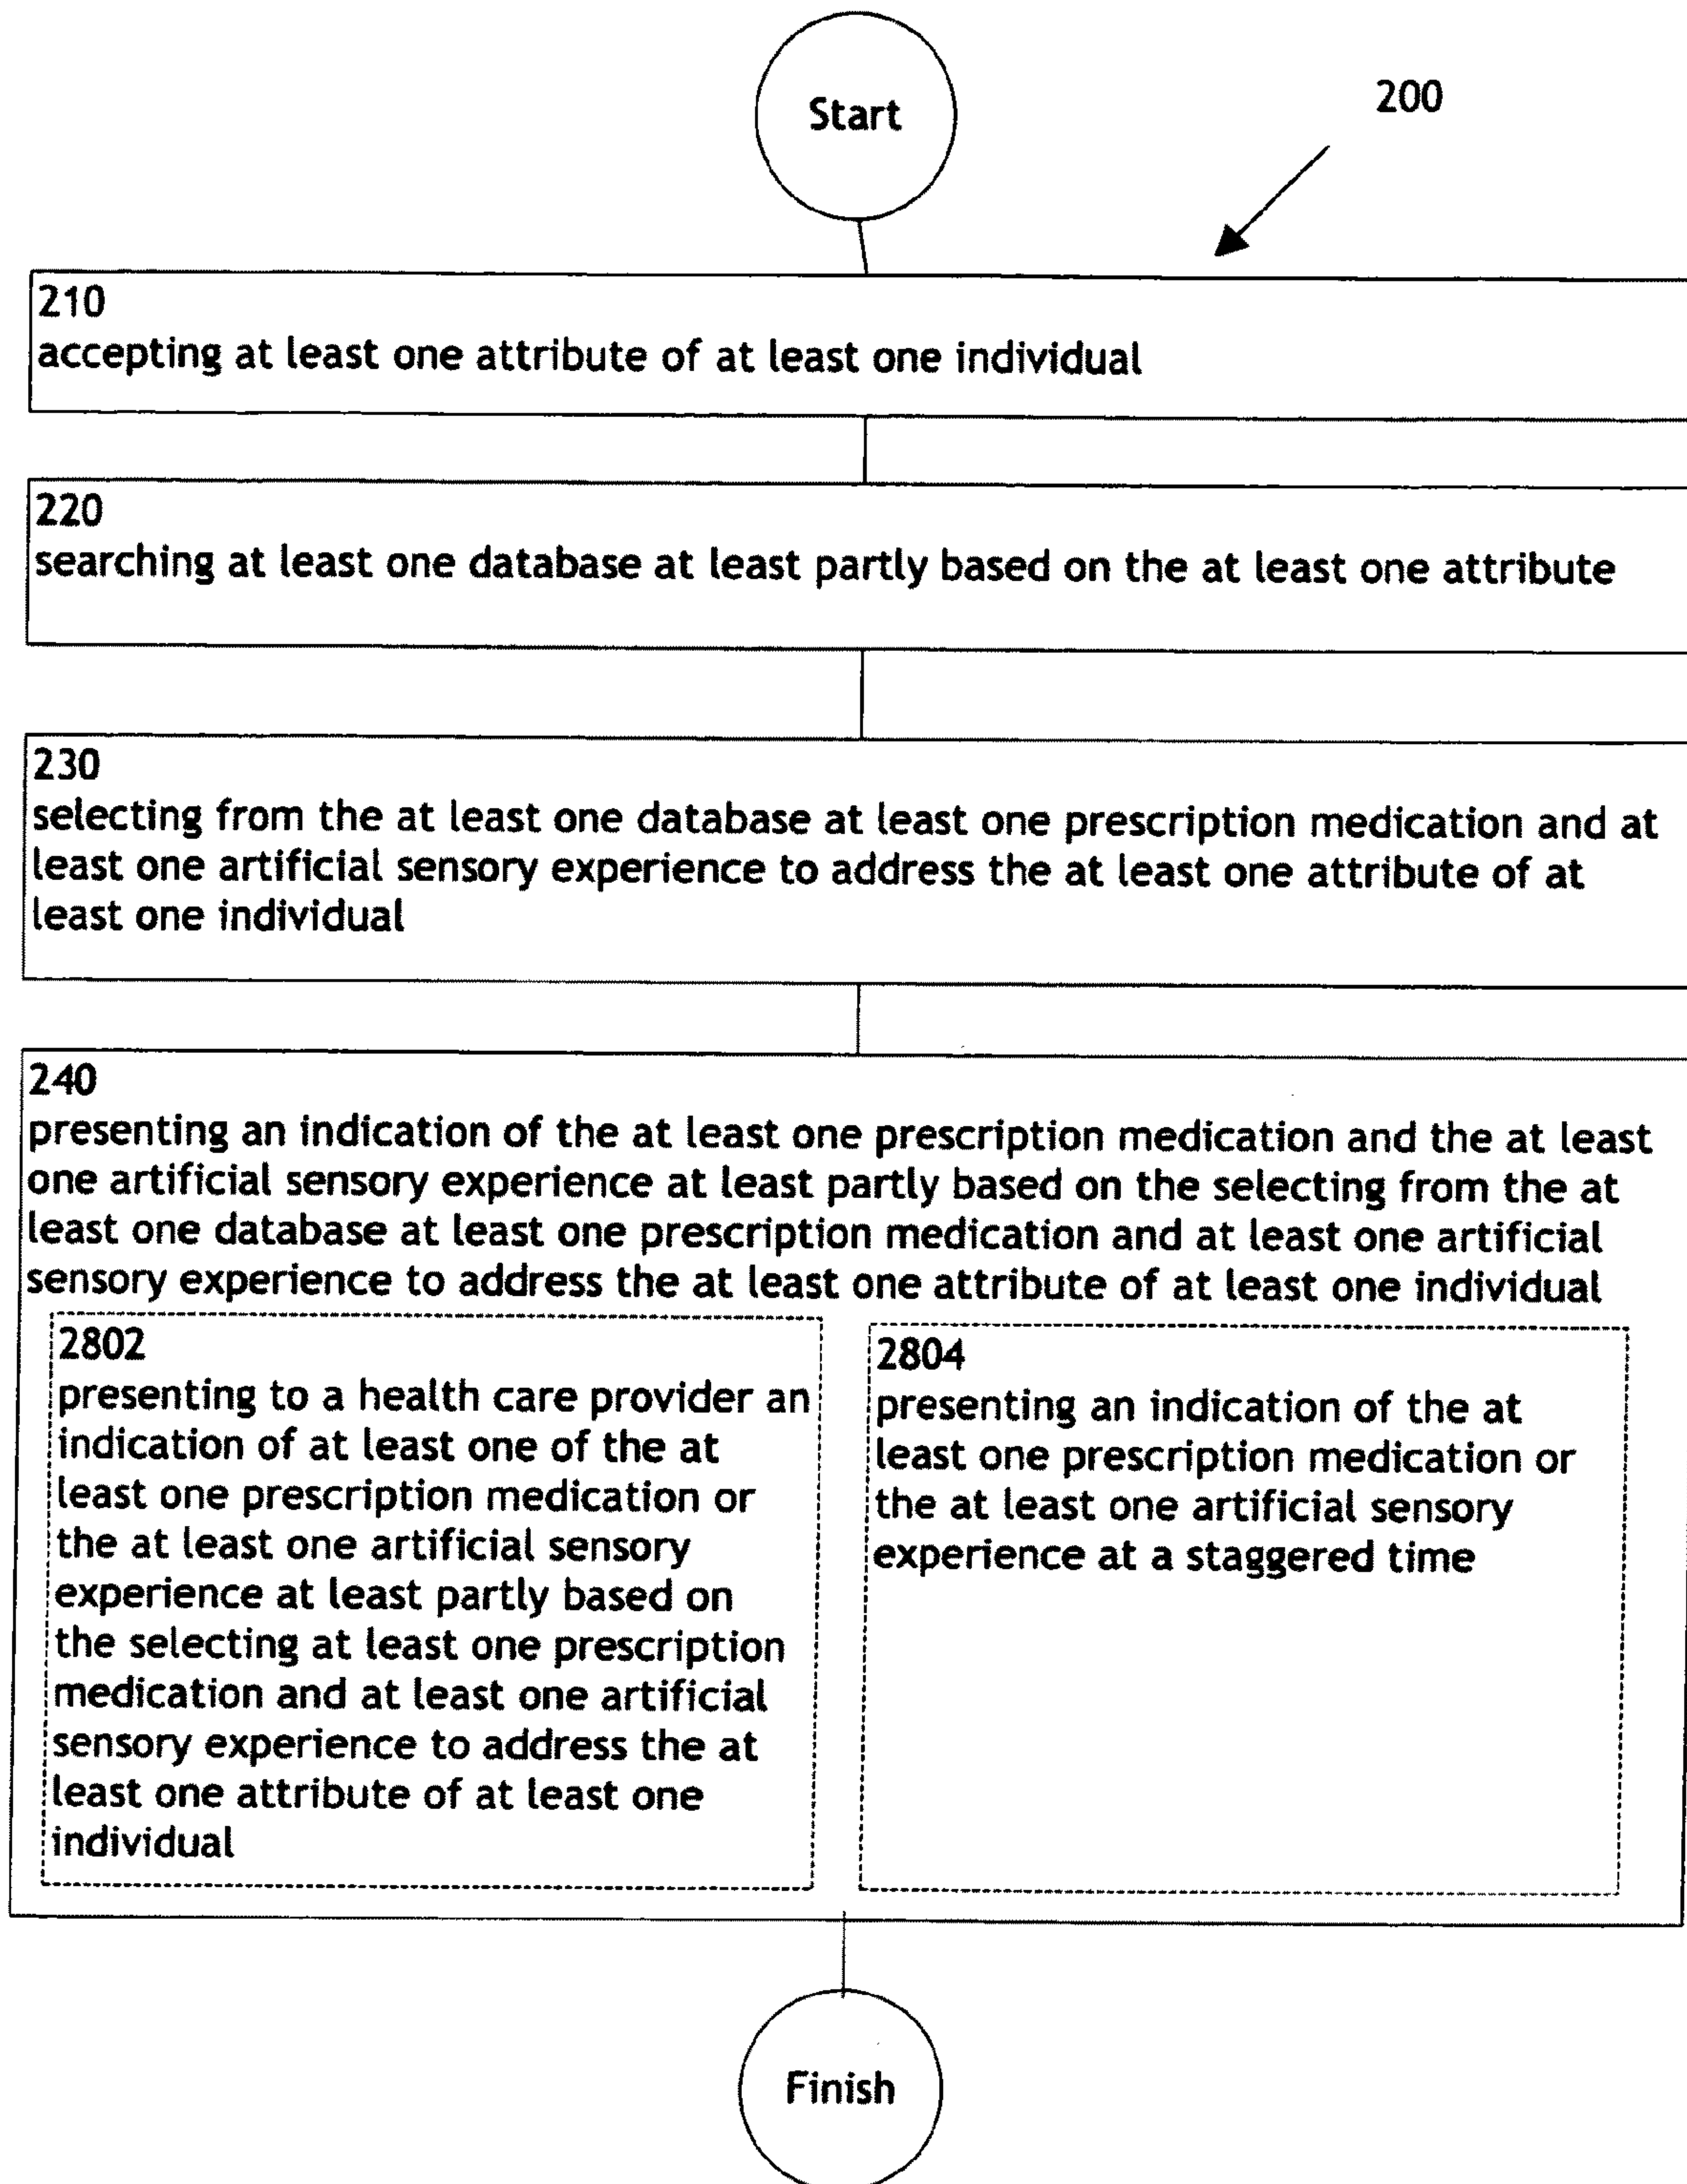 Start
200
210
accepting at least one attribute of at least one individual
220
searching at least one database at least partly based on the at least one attribute
230
selecting from the at least one database at least one prescription medication and at
least one artificial sensory experience to address the at least one attribute of at
least one individual
240
presenting an indication of the at least one prescription medication and the at least
one artificial sensory experience at least partly based on the selecting from the at
least one database at least one prescription medication and at least one artificial
sensory experience to address the at least one attribute of at least one individual
2802
presenting to a health care provider an
indication of at least one of the at
least one prescription medication or
the at least one artificial sensory
experience at least partly based on
the selecting at least one prescription
medication and at least one artificial
sensory experience to address the at
least one attribute of at least one
individual
2804
presenting an indication of the at
least one prescription medication or
the at least one artificial sensory
experience at a staggered time
Finish